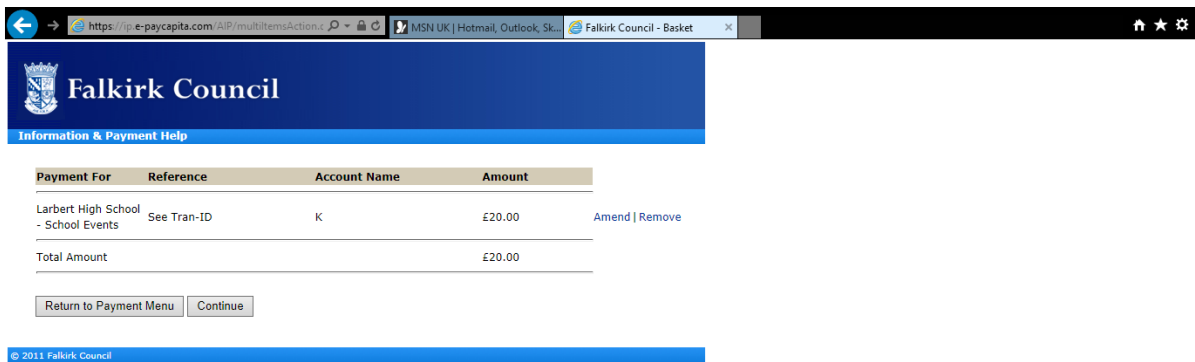 https://ip.e-paycapita.com/AIP/multiItemsAction.c MSN UK | Hotmail, Outlook, Sk... Falkirk Council - Basket
Falkirk Council
Information & Payment Help
Payment For Reference Account Name Amount
Larbert High School
- School Events See Tran-ID K £20.00 Amend | Remove
Total Amount £20.00
Return to Payment Menu Continue
© 2011 Falkirk Council